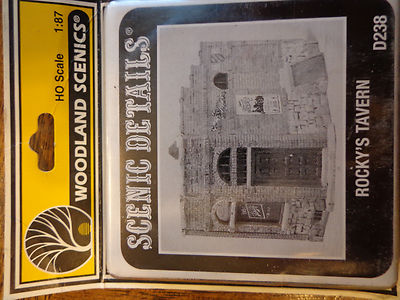 HO Scale 1:87
WOODLAND SCENICS®
SCENIC DETAILS®
ROCKY'S TAVERN
D238